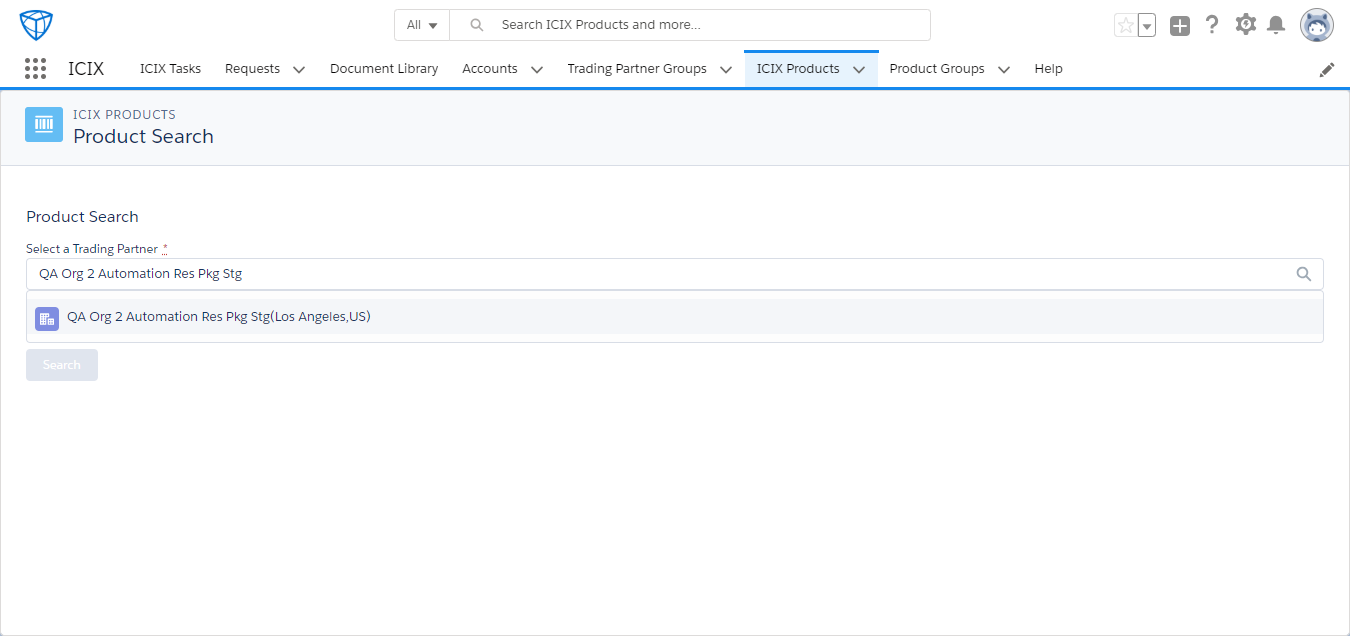 All
Search ICIX Products and more...
ICIX
ICIX Tasks
Requests
Document Library
Accounts
Trading Partner Groups
ICIX Products
Product Groups
Help
ICIX PRODUCTS
Product Search
Product Search
Select a Trading Partner *
QA Org 2 Automation Res Pkg Stg
QA Org 2 Automation Res Pkg Stg(Los Angeles,US)
Search